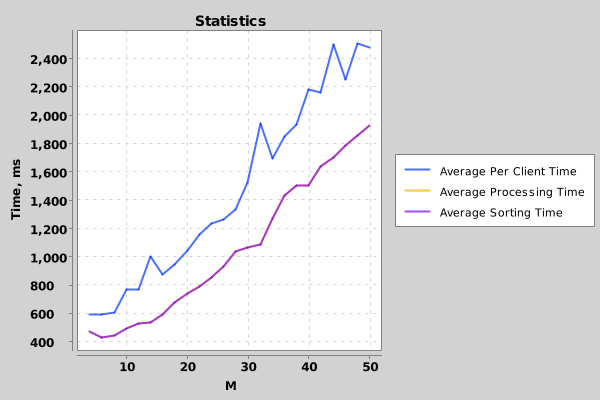 Statistics
2,400
2,200
2,000
1,800
1,600
1,400
1,200
1,000
800
600
400
Time, ms
10 20 30 40 50
M
Average Per Client Time
Average Processing Time
Average Sorting Time